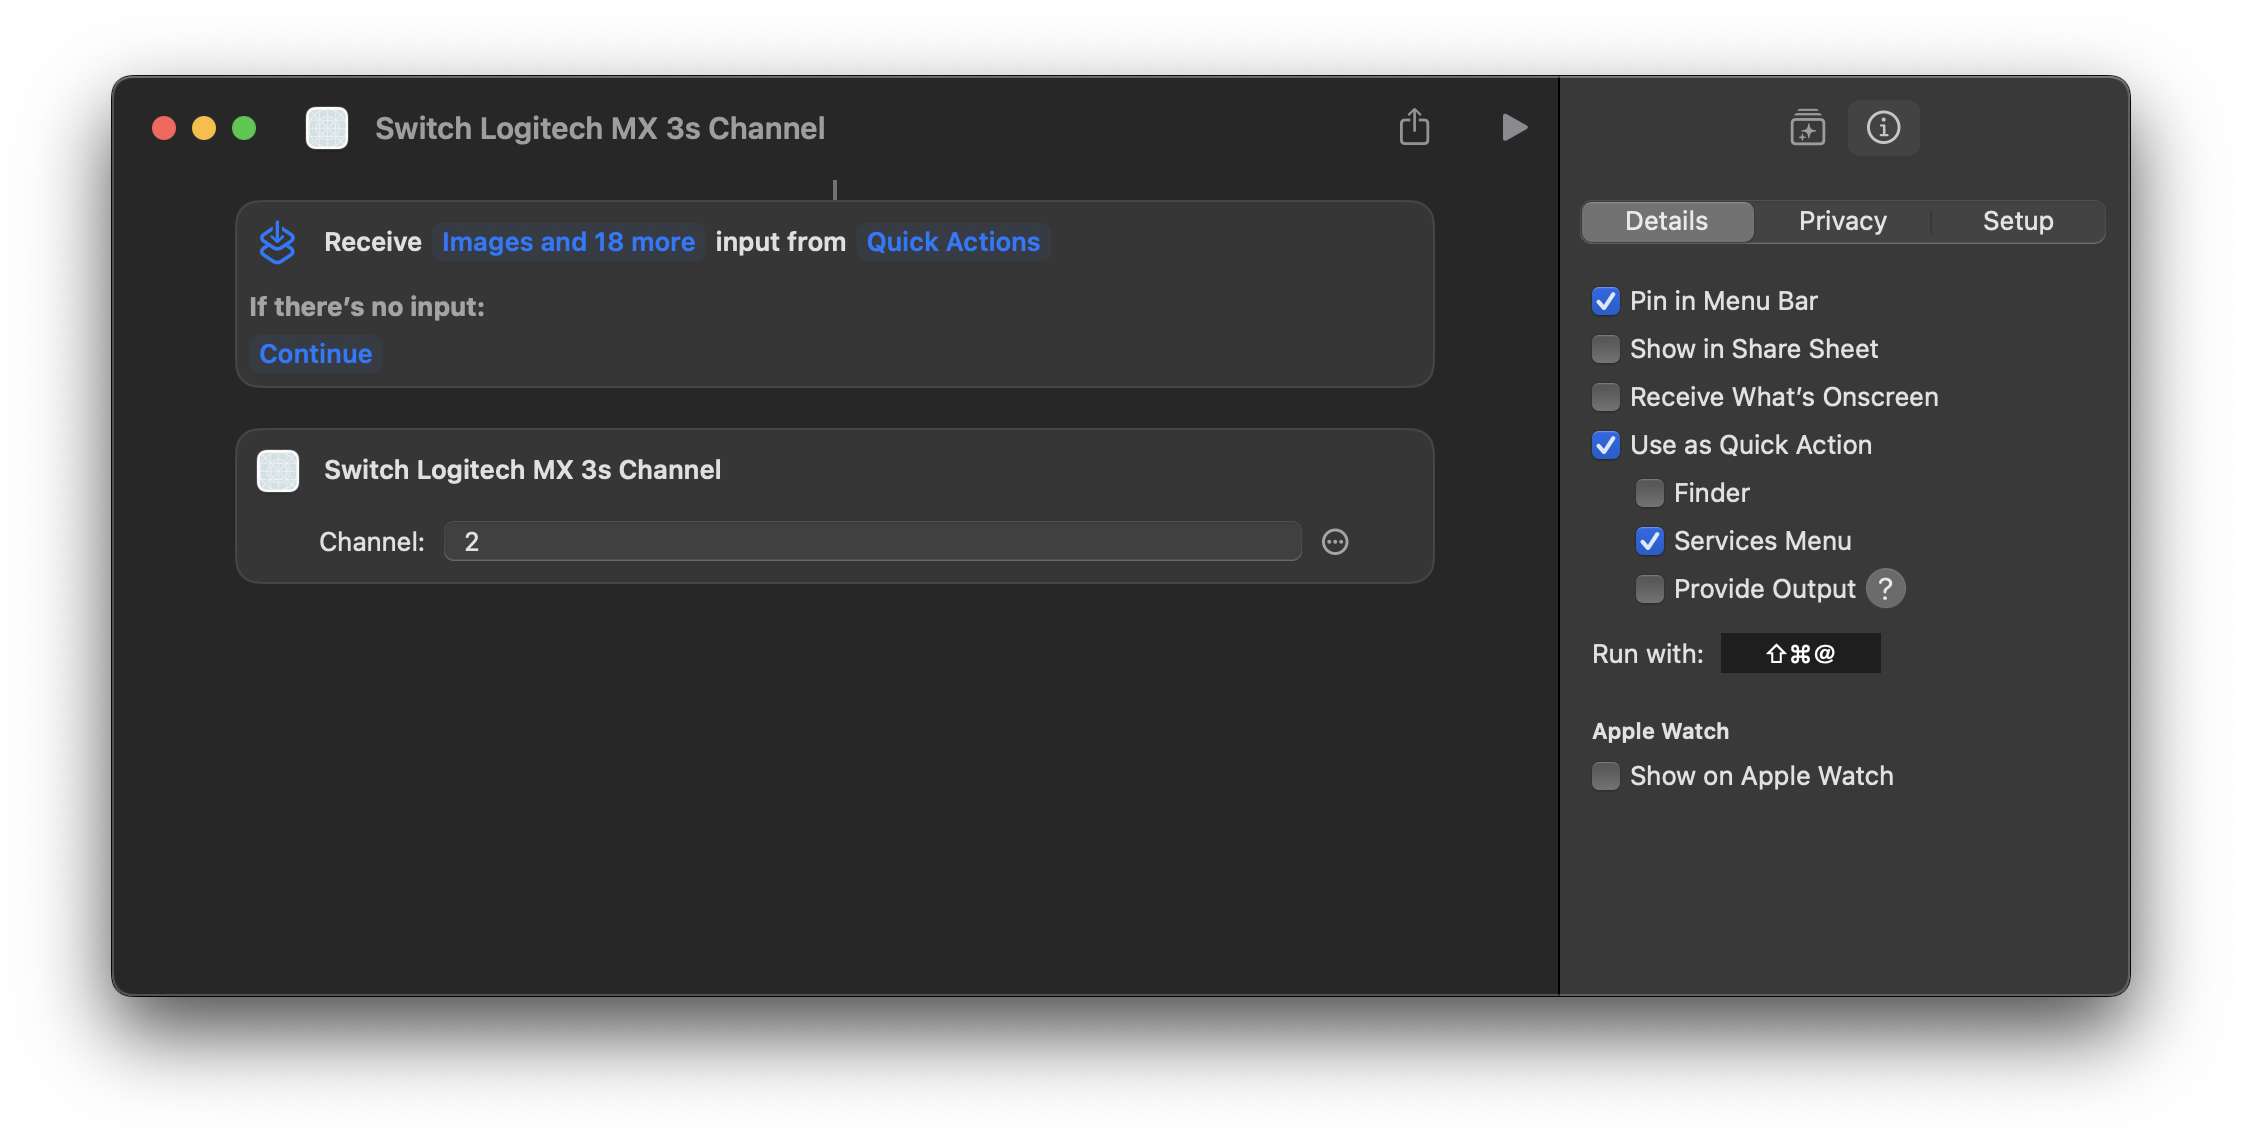 Switch Logitech MX 3s Channel
Receive Images and 18 more input from Quick Actions
If there’s no input:
Continue
Switch Logitech MX 3s Channel
Channel: 2
Details Privacy Setup
Pin in Menu Bar
Show in Share Sheet
Receive What’s Onscreen
Use as Quick Action
Finder
Services Menu
Provide Output ?
Run with: ⇧⌘@
Apple Watch
Show on Apple Watch